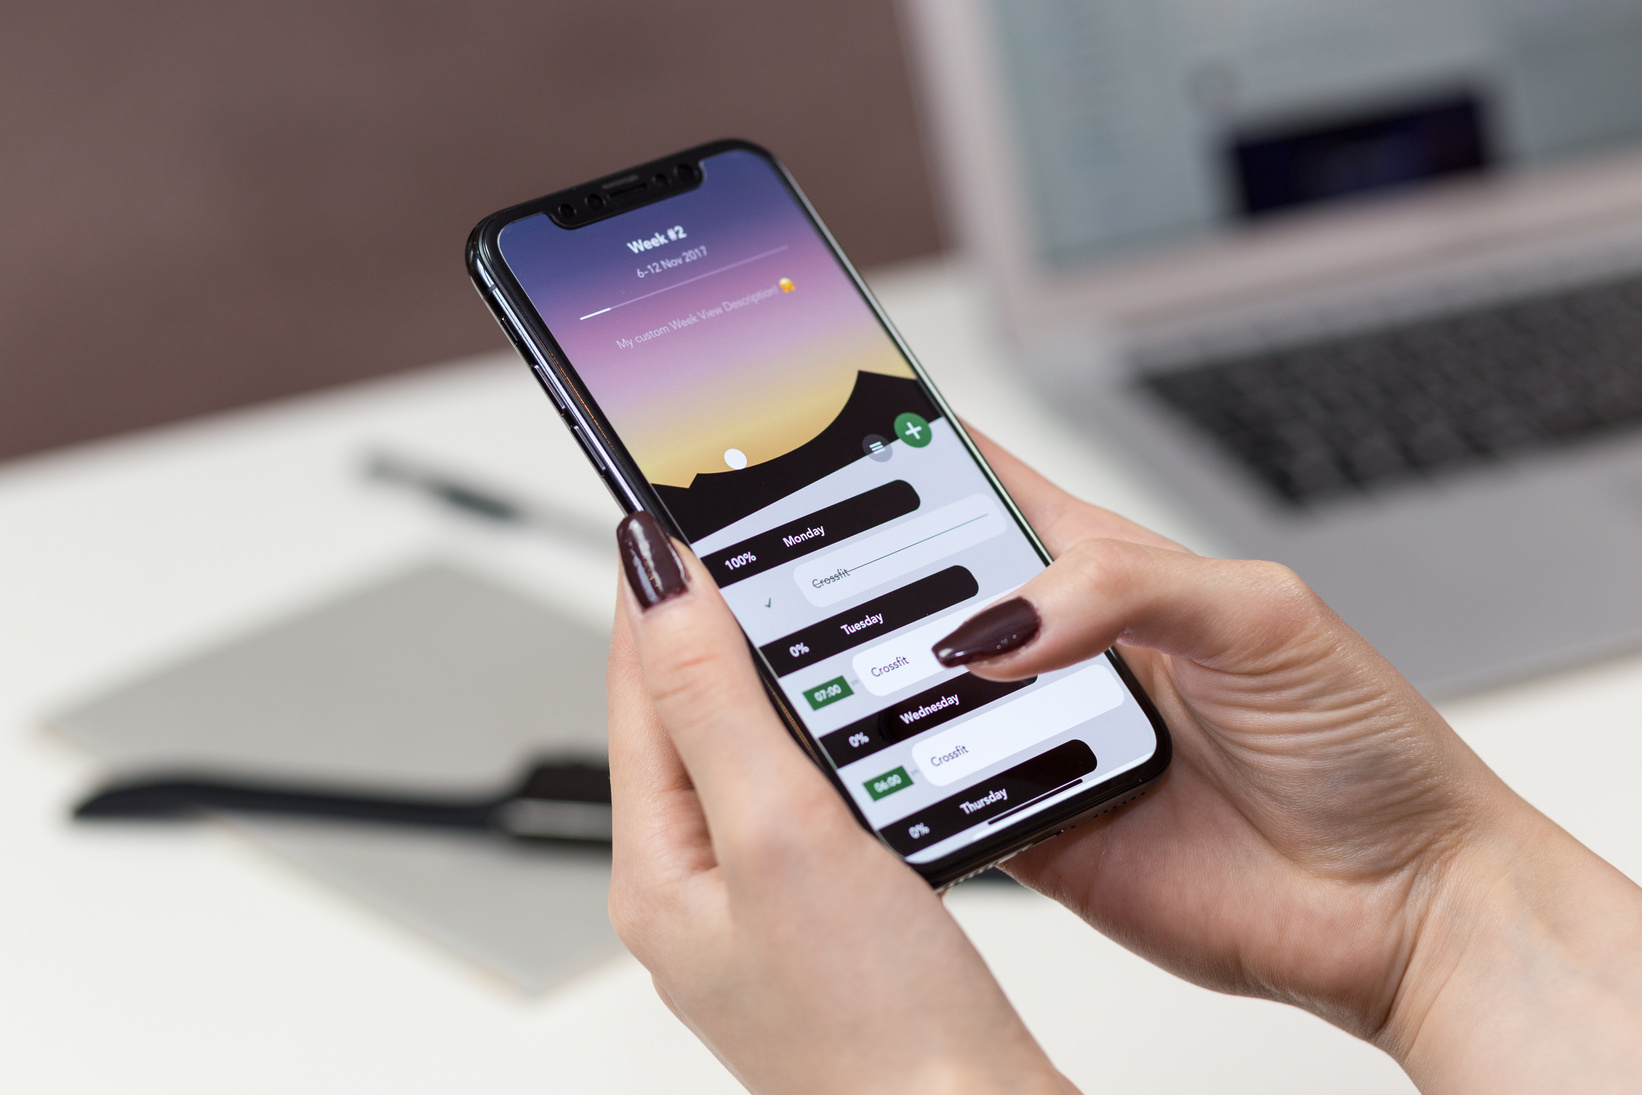 Week #2
6-12 Nov 2017
My custom Week View Description!
100% Monday
Crossfit
0% Tuesday
07:00 Crossfit
0% Wednesday
06:00 Crossfit
0% Thursday